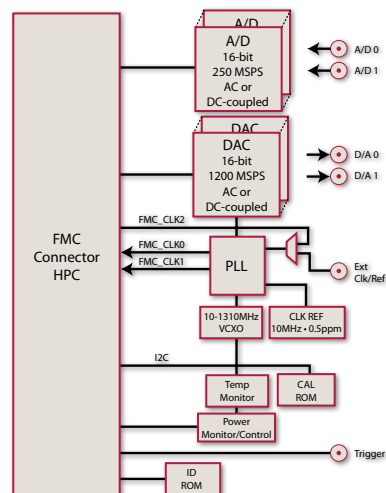 A/D
A/D
16-bit
250 MSPS
AC or
DC-coupled
A/D 0
A/D 1
DAC
DAC
16-bit
1200 MSPS
AC or
DC-coupled
D/A 0
D/A 1
FMC
Connector
HPC
FMC_CLK2
FMC_CLK0
FMC_CLK1
PLL
Ext
Clk/Ref
10-1310MHz
VCXO
CLK REF
10MHz • 0.5ppm
I2C
Temp
Monitor
CAL
ROM
Power
Monitor/Control
Trigger
ID
ROM